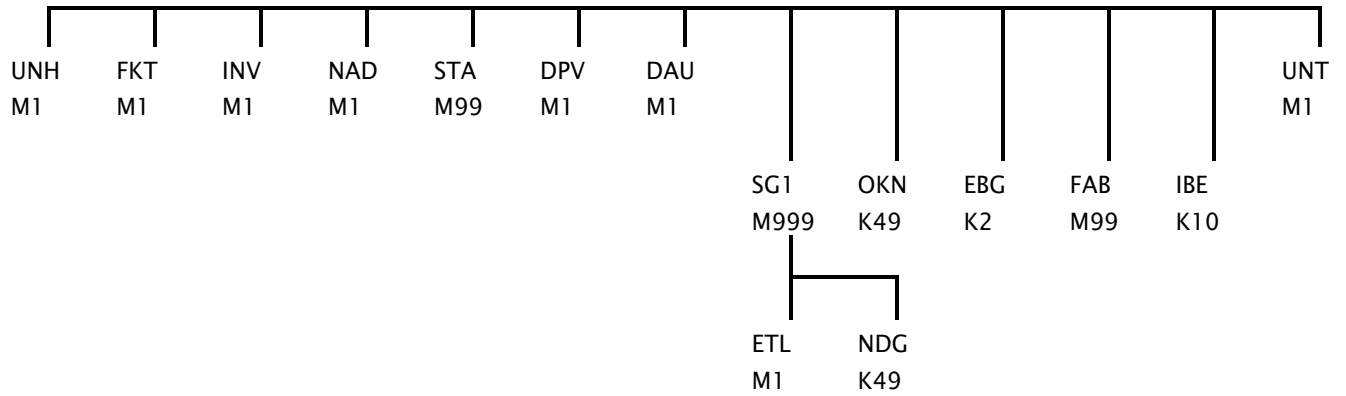 UNH FKT INV NAD STA DPV DAU UNT
M1 M1 M1 M1 M99 M1 M1 M1
SG1 OKN EBG FAB IBE
M999 K49 K2 M99 K10
ETL NDG
M1 K49